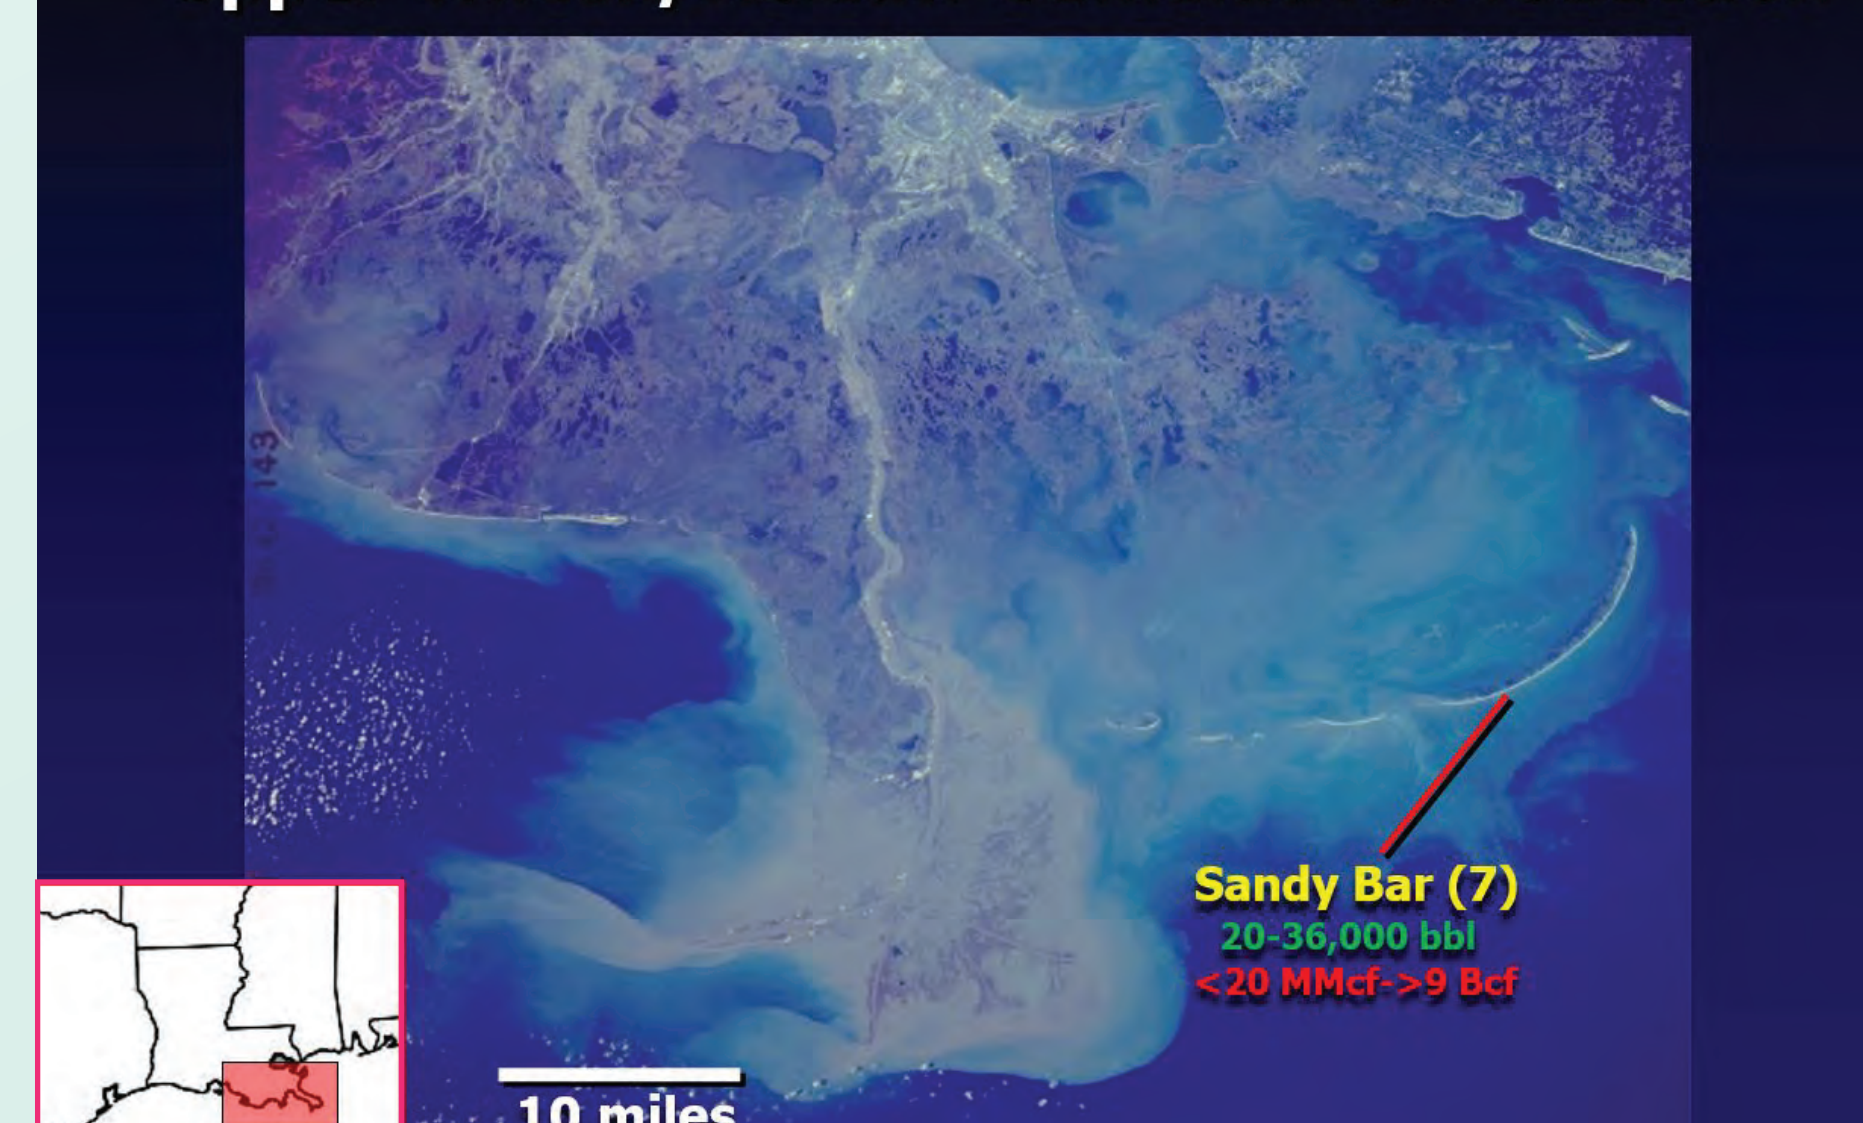 143
Sandy Bar (7)
20-36,000 bbl
<20 MMcf->9 Bcf
10 miles